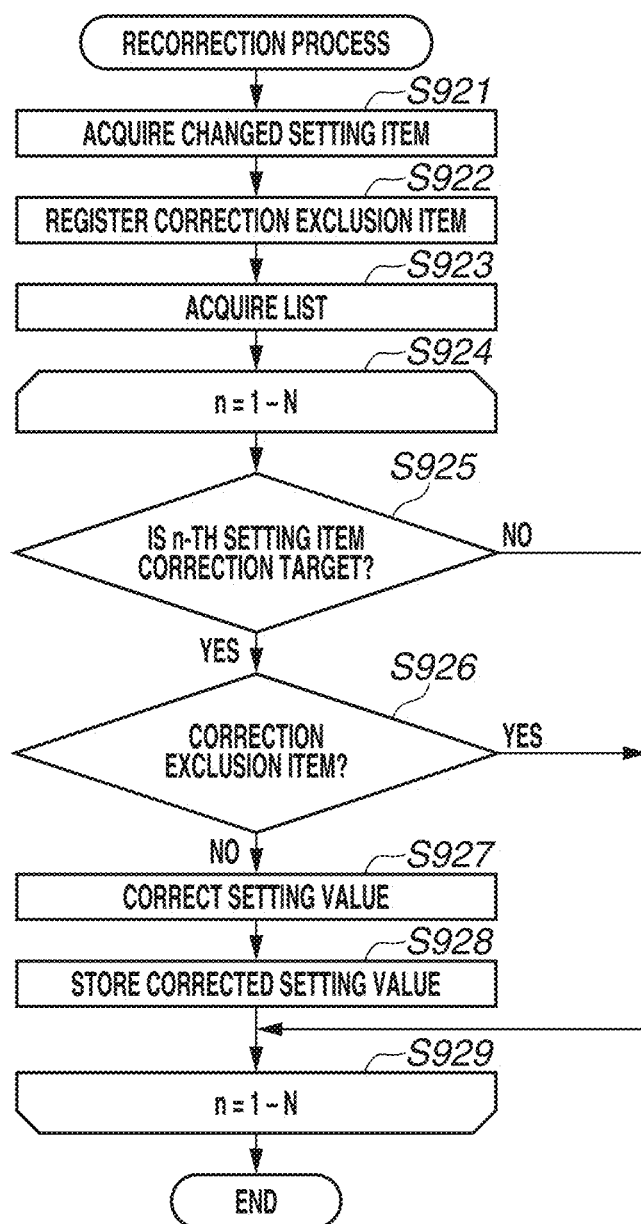 RECORRECTION PROCESS
S921
ACQUIRE CHANGED SETTING ITEM
S922
REGISTER CORRECTION EXCLUSION ITEM
S923
ACQUIRE LIST
S924
n = 1 ~ N
S925
IS n-TH SETTING ITEM
CORRECTION TARGET?
NO
YES
S926
CORRECTION
EXCLUSION ITEM?
YES
NO
S927
CORRECT SETTING VALUE
S928
STORE CORRECTED SETTING VALUE
S929
n = 1 ~ N
END